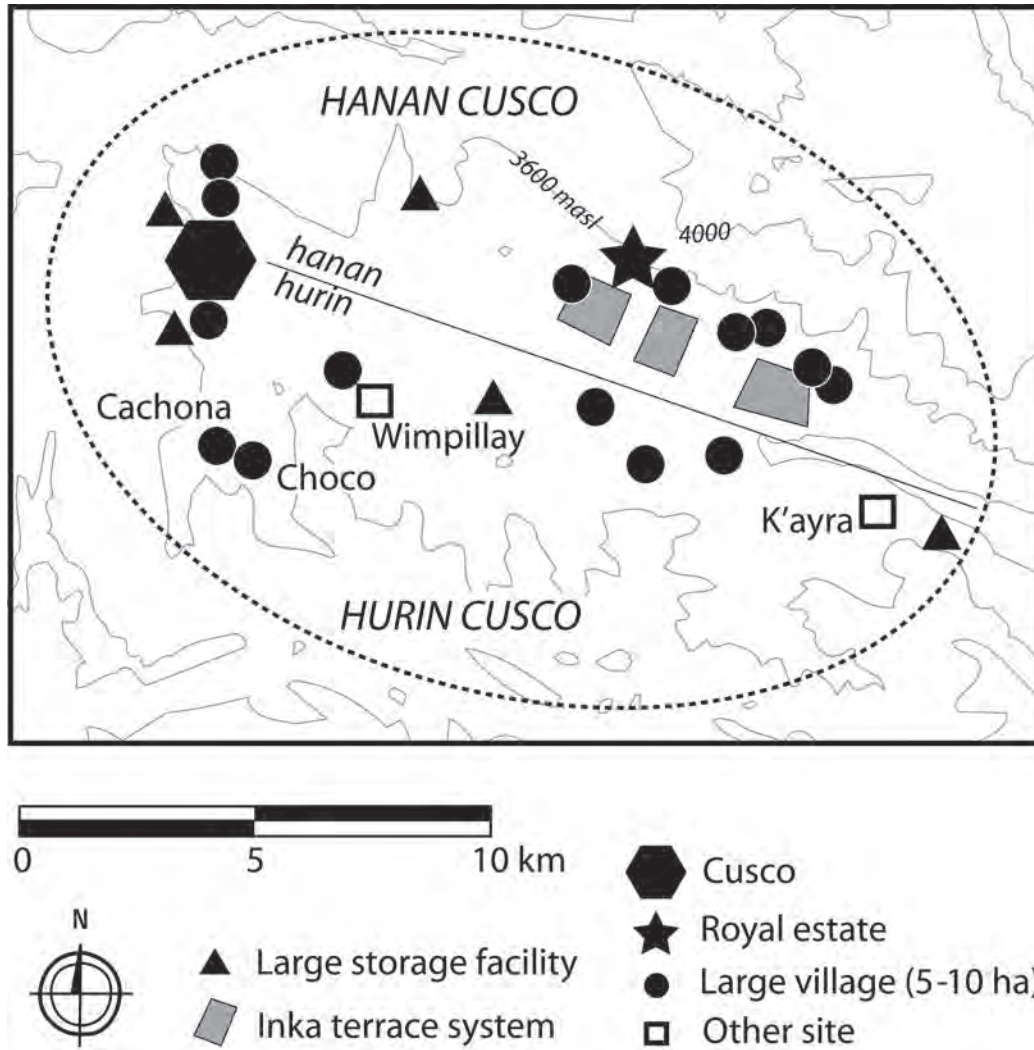 HANAN CUSCO
3600 masl
4000
hanan
hurin
Cachona
Wimpillay
Choco
K'ayra
HURIN CUSCO
0 5 10 km
Cusco
N
Royal estate
Large storage facility
Large village (5-10 ha)
Inka terrace system
Other site